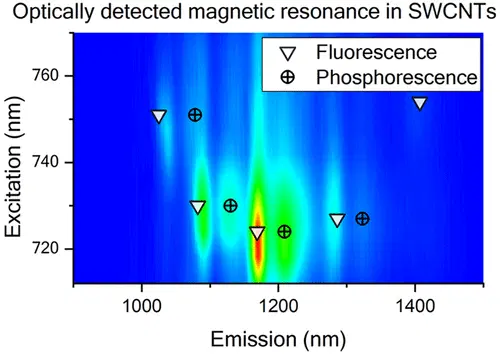 Optically detected magnetic resonance in SWCNTs
Fluorescence
Phosphorescence
760
740
720
Excitation (nm)
1000 1200 1400
Emission (nm)